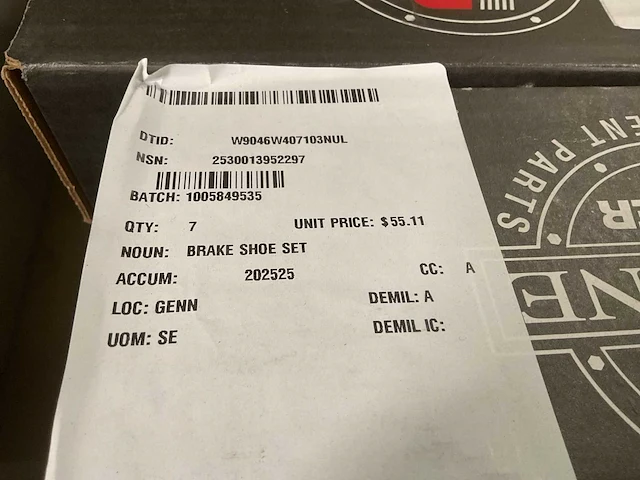 DTID: W9046W407103NUL
NSN: 2530013952297
BATCH: 1005849535
QTY: 7 UNIT PRICE: $55.11
NOUN: BRAKE SHOE SET
ACCUM: 202525 CC: A
LOC: GENN DEMIL: A
UOM: SE DEMIL IC:
PARTS